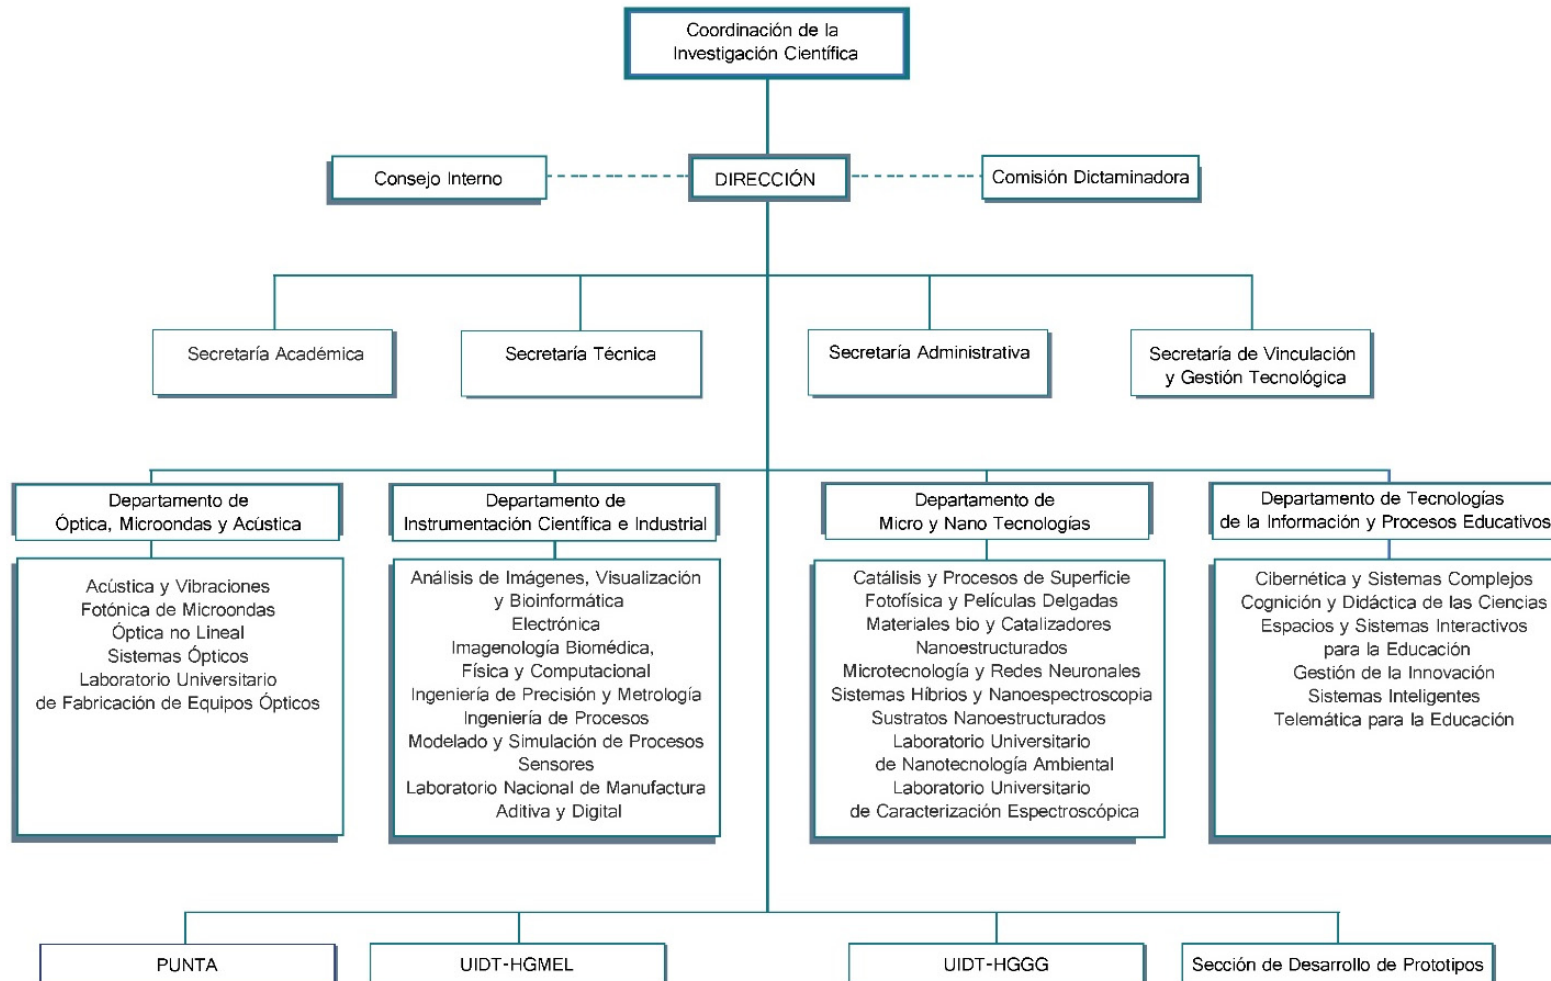 Coordinación de la
Investigación Científica
Consejo Interno
DIRECCIÓN
Comisión Dictaminadora
Secretaría Académica
Secretaría Técnica
Secretaría Administrativa
Secretaría de Vinculación
y Gestión Tecnológica
Departamento de
Óptica, Microondas y Acústica
Departamento de
Instrumentación Científica e Industrial
Departamento de
Micro y Nano Tecnologías
Departamento de Tecnologías
de la Información y Procesos Educativos
Acústica y Vibraciones
Fotónica de Microondas
Óptica no Lineal
Sistemas Ópticos
Laboratorio Universitario
de Fabricación de Equipos Ópticos
Análisis de Imágenes, Visualización
y Bioinformática
Electrónica
Imagenología Biomédica,
Física y Computacional
Ingeniería de Precisión y Metrología
Ingeniería de Procesos
Modelado y Simulación de Procesos
Sensores
Laboratorio Nacional de Manufactura
Aditiva y Digital
Catálisis y Procesos de Superficie
Fotofísica y Películas Delgadas
Materiales bio y Catalizadores
Nanoestructurados
Microtecnología y Redes Neuronales
Sistemas Híbrios y Nanoespectroscopia
Sustratos Nanoestructurados
Laboratorio Universitario
de Nanotecnología Ambiental
Laboratorio Universitario
de Caracterización Espectroscópica
Cibernética y Sistemas Complejos
Cognición y Didáctica de las Ciencias
Espacios y Sistemas Interactivos
para la Educación
Gestión de la Innovación
Sistemas Inteligentes
Telemática para la Educación
PUNTA
UIDT-HGMEL
UIDT-HGGG
Sección de Desarrollo de Prototipos